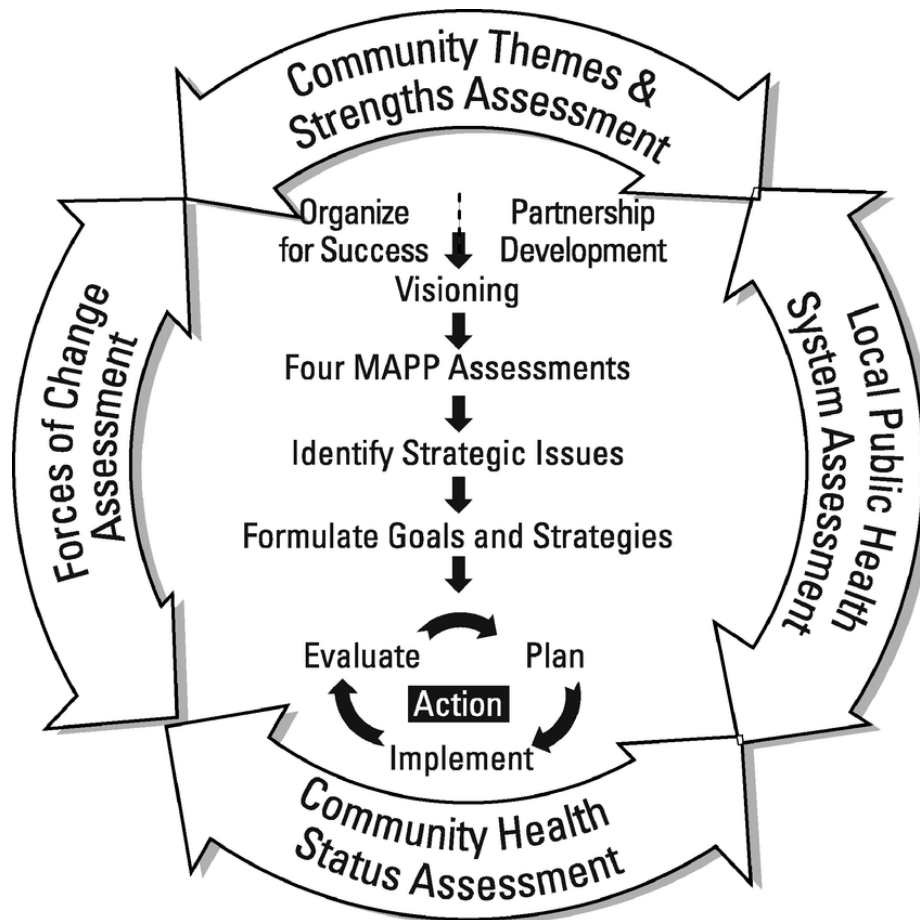 Community Themes &
Strengths Assessment
Organize
for Success
Partnership
Development
Visioning
Four MAPP Assessments
Identify Strategic Issues
Formulate Goals and Strategies
Evaluate
Plan
Action
Implement
Forces of Change
Assessment
Local Public Health
System Assessment
Community Health
Status Assessment